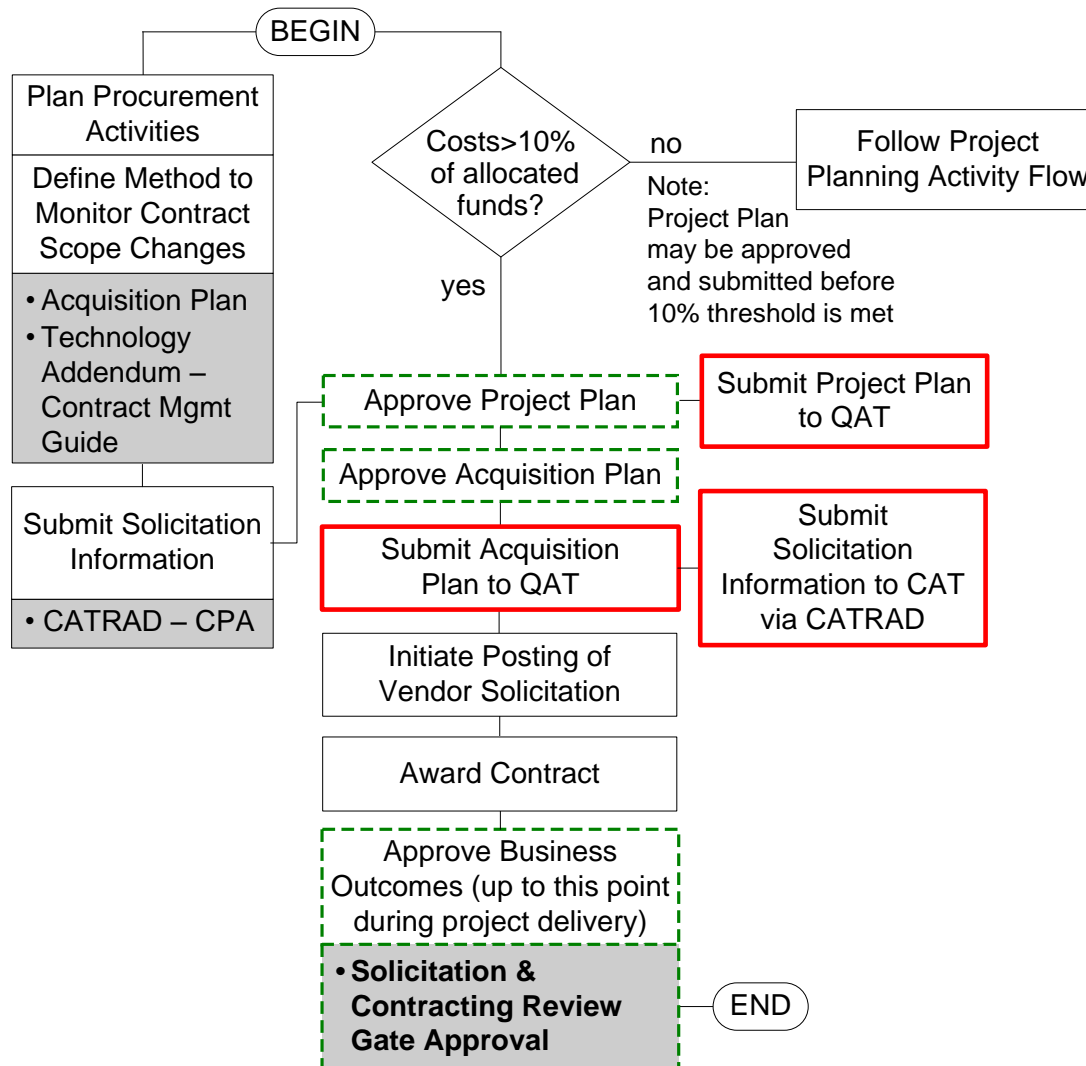 BEGIN
Plan Procurement
Activities
Define Method to
Monitor Contract
Scope Changes
• Acquisition Plan
• Technology
Addendum –
Contract Mgmt
Guide
Submit Solicitation
Information
• CATRAD – CPA
Costs>10%
of allocated
funds?
no
Note:
Project Plan
may be approved
and submitted before
10% threshold is met
Follow Project
Planning Activity Flow
yes
Approve Project Plan
Submit Project Plan
to QAT
Approve Acquisition Plan
Submit Acquisition
Plan to QAT
Submit
Solicitation
Information to CAT
via CATRAD
Initiate Posting of
Vendor Solicitation
Award Contract
Approve Business
Outcomes (up to this point
during project delivery)
• Solicitation &
Contracting Review
Gate Approval
END